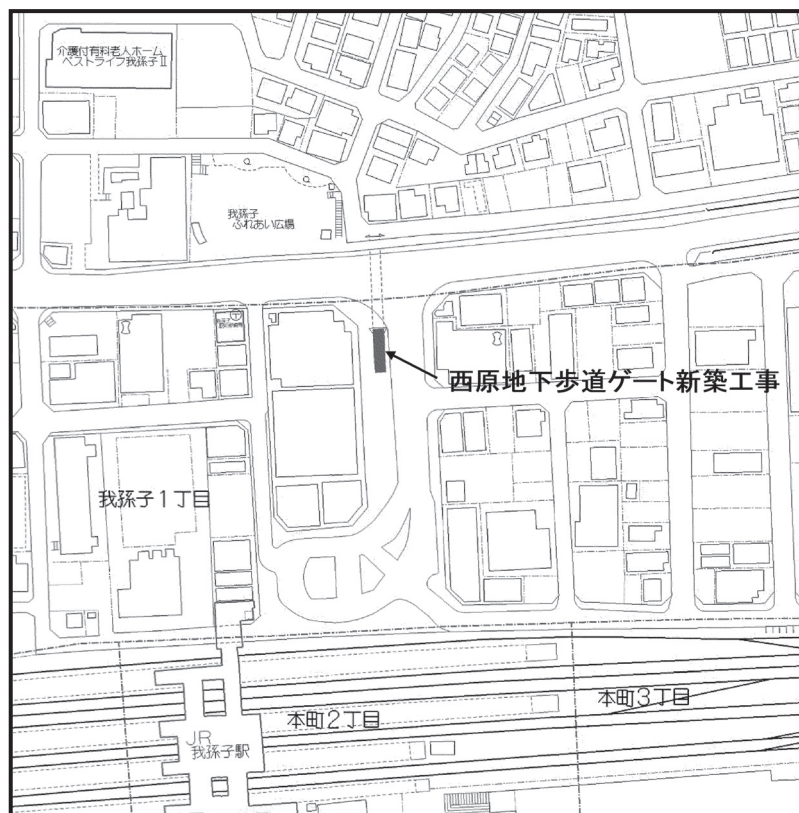 介護付有料老人ホーム
ベストライフ我孫子Ⅱ
我孫子
ふれあい広場
西原地下歩道ゲート新築工事
我孫子1丁目
本町2丁目
本町3丁目
JR
我孫子駅